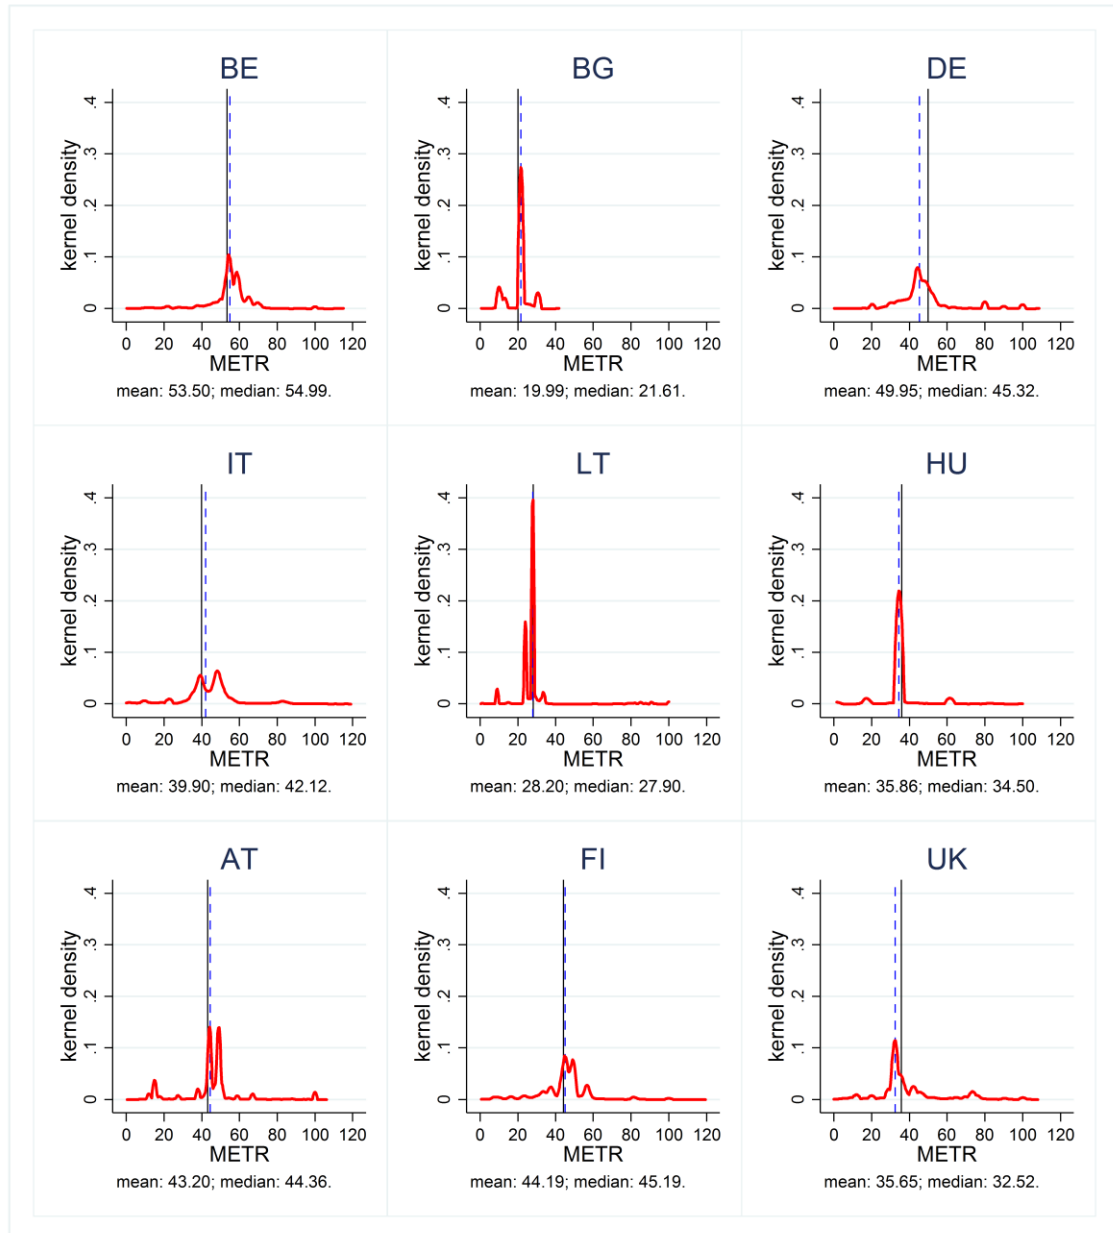 BE
kernel density
0 .1 .2 .3 .4
0 20 40 60 80 100 120
METR
mean: 53.50; median: 54.99.
BG
kernel density
0 .1 .2 .3 .4
0 20 40 60 80 100 120
METR
mean: 19.99; median: 21.61.
DE
kernel density
0 .1 .2 .3 .4
0 20 40 60 80 100 120
METR
mean: 49.95; median: 45.32.
IT
kernel density
0 .1 .2 .3 .4
0 20 40 60 80 100 120
METR
mean: 39.90; median: 42.12.
LT
kernel density
0 .1 .2 .3 .4
0 20 40 60 80 100 120
METR
mean: 28.20; median: 27.90.
HU
kernel density
0 .1 .2 .3 .4
0 20 40 60 80 100 120
METR
mean: 35.86; median: 34.50.
AT
kernel density
0 .1 .2 .3 .4
0 20 40 60 80 100 120
METR
mean: 43.20; median: 44.36.
FI
kernel density
0 .1 .2 .3 .4
0 20 40 60 80 100 120
METR
mean: 44.19; median: 45.19.
UK
kernel density
0 .1 .2 .3 .4
0 20 40 60 80 100 120
METR
mean: 35.65; median: 32.52.